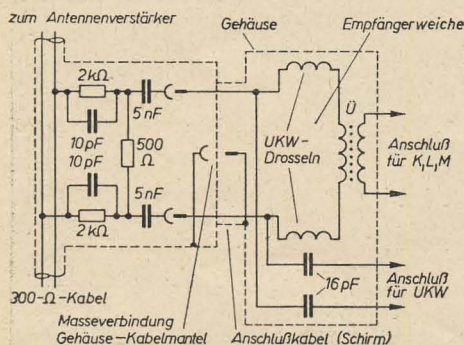 zum Antennenverstärker
Gehäuse
Empfängerweiche
2kΩ
5nF
10pF
10pF
500
Ω
5nF
2kΩ
UKW-
Drosseln
Ü
Anschluß
für K,L,M
16pF
Anschluß
für UKW
300-Ω-Kabel
Masseverbindung
Gehäuse-Kabelmantel
Anschlußkabel (Schirm)